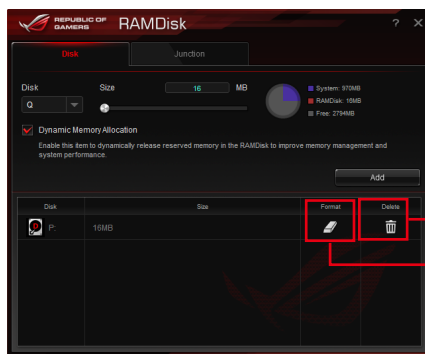 REPUBLIC OF
GAMERS
RAMDisk
?
Disk
Junction
Disk
Size
16
MB
System: 970MB
RAMDisk: 16MB
Free: 2794MB
Q
Dynamic Memory Allocation
Enable this item to dynamically release reserved memory in the RAMDisk to improve memory management and
system performance.
Add
Disk
Size
Format
Delete
P:
16MB